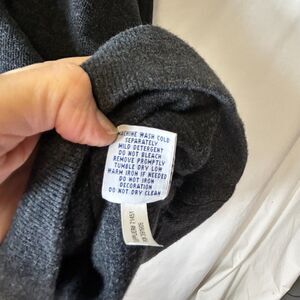 MACHINE WASH COLD
SEPARATELY
MILD DETERGENT
DO NOT BLEACH
REMOVE PROMPTLY
TUMBLE DRY LOW
WARM IRON IF NEEDED
DO NOT IRON
DECORATION
DO NOT DRY CLEAN